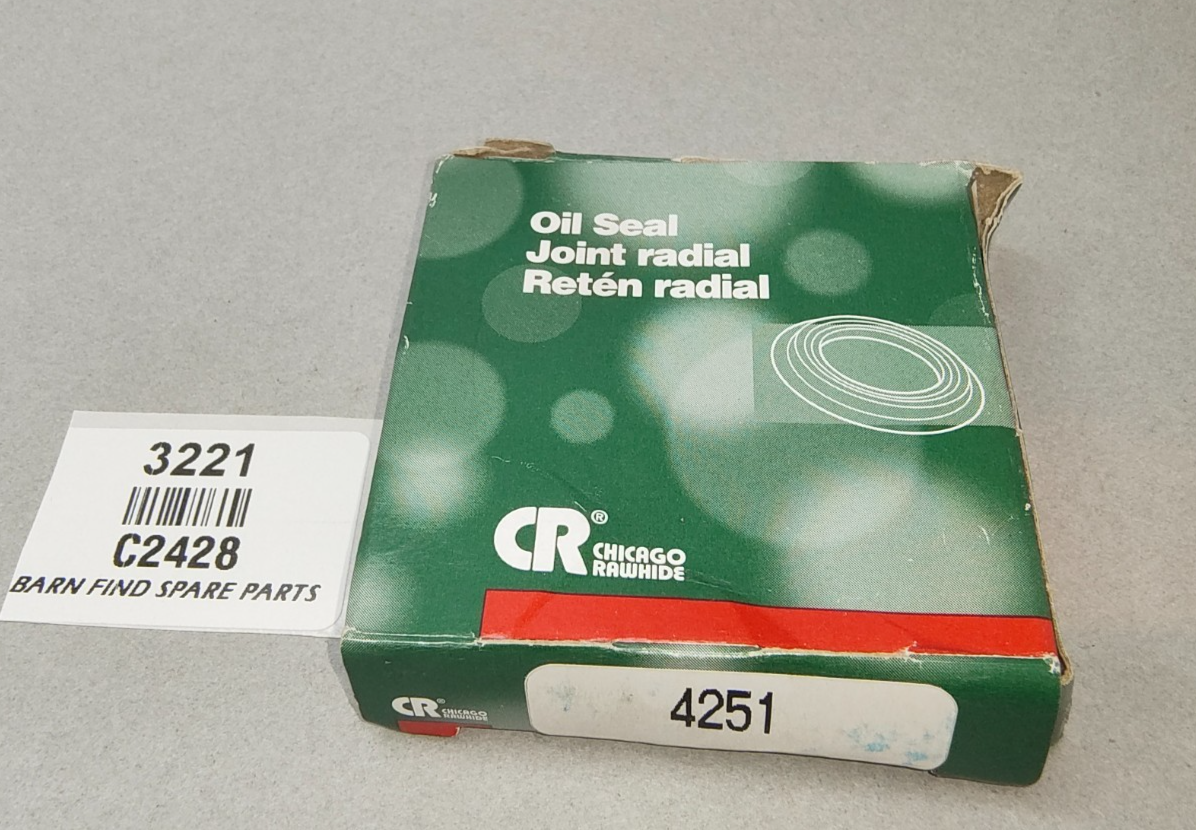 Oil Seal
Joint radial
Retén radial
CR®
CHICAGO
RAWHIDE
3221
C2428
BARN FIND SPARE PARTS
CR®
CHICAGO
RAWHIDE
4251